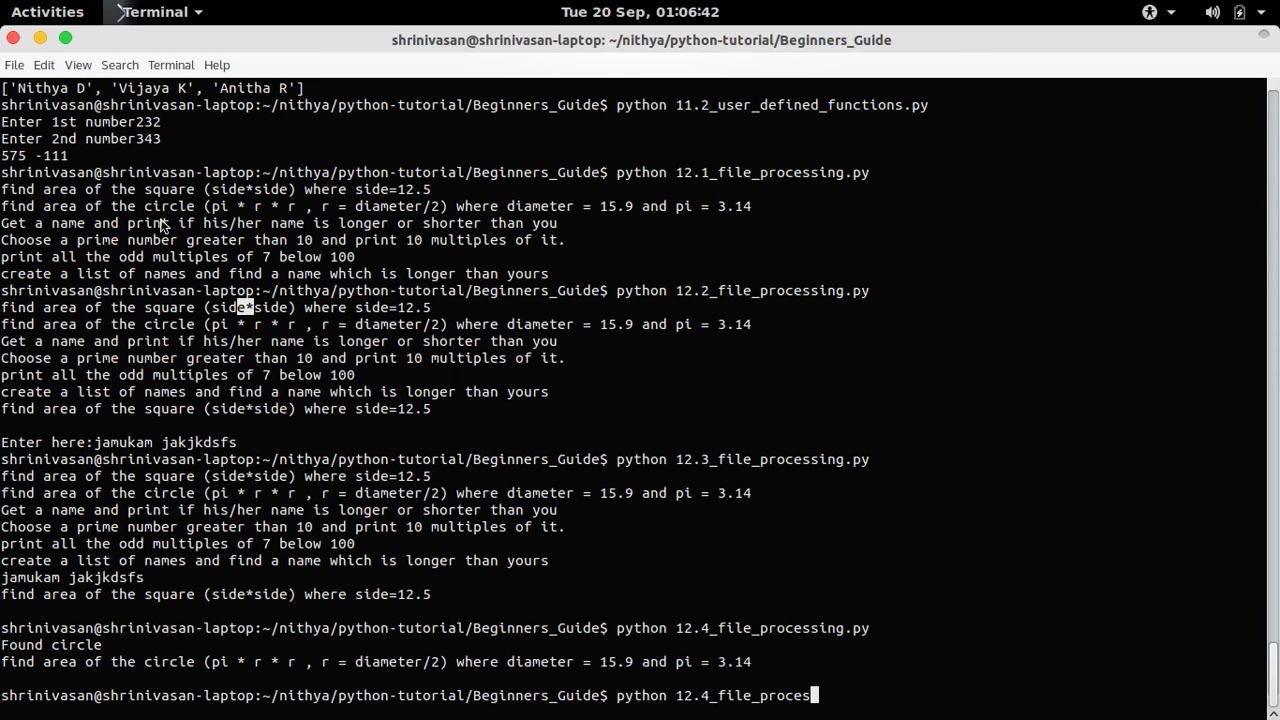 Activities Terminal Tue 20 Sep, 01:06:42
shrinivasan@shrinivasan-laptop: ~/nithya/python-tutorial/Beginners_Guide
File Edit View Search Terminal Help
['Nithya D', 'Vijaya K', 'Anitha R']
shrinivasan@shrinivasan-laptop:~/nithya/python-tutorial/Beginners_Guide$ python 11.2_user_defined_functions.py
Enter 1st number232
Enter 2nd number343
575 -111
shrinivasan@shrinivasan-laptop:~/nithya/python-tutorial/Beginners_Guide$ python 12.1_file_processing.py
find area of the square (side*side) where side=12.5
find area of the circle (pi * r * r , r = diameter/2) where diameter = 15.9 and pi = 3.14
Get a name and print if his/her name is longer or shorter than you
Choose a prime number greater than 10 and print 10 multiples of it.
print all the odd multiples of 7 below 100
create a list of names and find a name which is longer than yours
shrinivasan@shrinivasan-laptop:~/nithya/python-tutorial/Beginners_Guide$ python 12.2_file_processing.py
find area of the square (side*side) where side=12.5
find area of the circle (pi * r * r , r = diameter/2) where diameter = 15.9 and pi = 3.14
Get a name and print if his/her name is longer or shorter than you
Choose a prime number greater than 10 and print 10 multiples of it.
print all the odd multiples of 7 below 100
create a list of names and find a name which is longer than yours
find area of the square (side*side) where side=12.5
Enter here:jamukam jakjkdsfs
shrinivasan@shrinivasan-laptop:~/nithya/python-tutorial/Beginners_Guide$ python 12.3_file_processing.py
find area of the square (side*side) where side=12.5
find area of the circle (pi * r * r , r = diameter/2) where diameter = 15.9 and pi = 3.14
Get a name and print if his/her name is longer or shorter than you
Choose a prime number greater than 10 and print 10 multiples of it.
print all the odd multiples of 7 below 100
create a list of names and find a name which is longer than yours
jamukam jakjkdsfs
find area of the square (side*side) where side=12.5
shrinivasan@shrinivasan-laptop:~/nithya/python-tutorial/Beginners_Guide$ python 12.4_file_processing.py
Found circle
find area of the circle (pi * r * r , r = diameter/2) where diameter = 15.9 and pi = 3.14
shrinivasan@shrinivasan-laptop:~/nithya/python-tutorial/Beginners_Guide$ python 12.4_file_proces